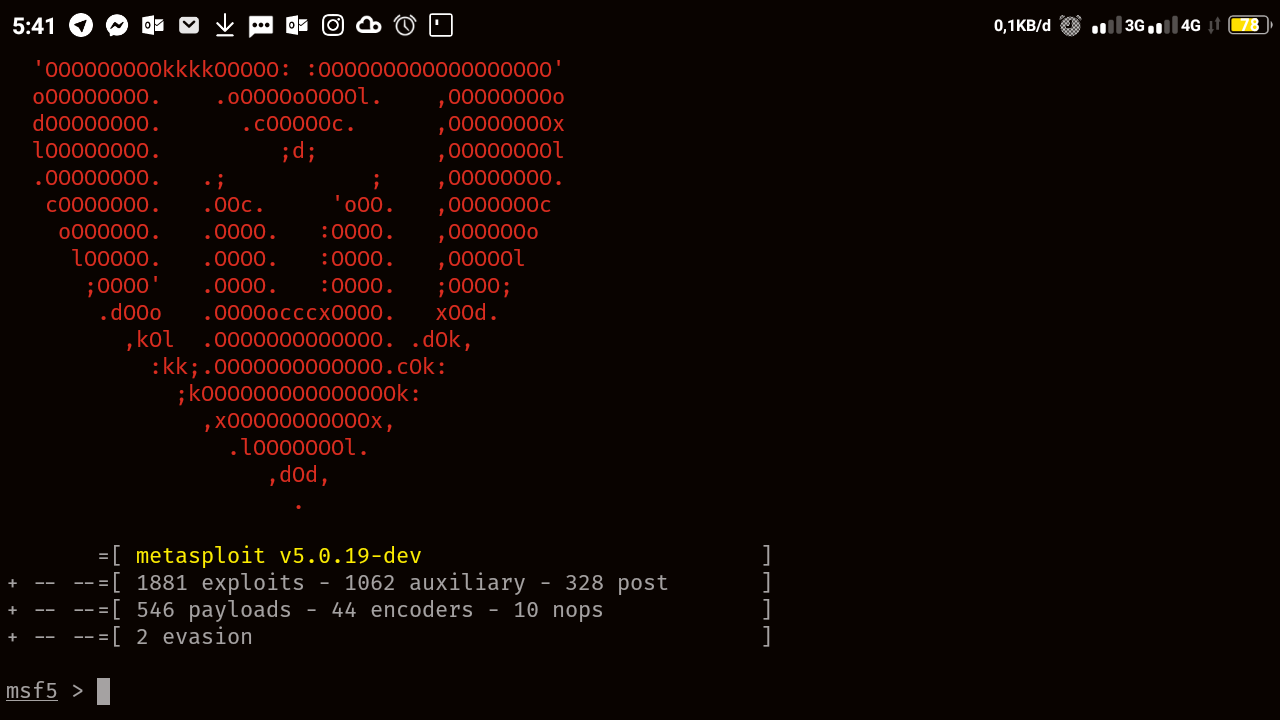 5:41 0,1KB/d 3G 4G 78
   'OOOOOOOOOkkkkOOOOO: :OOOOOOOOOOOOOOOOOO'
  oOOOOOOOO.    .oOOOOoOOOOl.    ,OOOOOOOOo
  dOOOOOOOO.      .cOOOOOc.      ,OOOOOOOOx
  lOOOOOOOO.         ;d;         ,OOOOOOOOl
  .OOOOOOOO.   .;           ;    ,OOOOOOOO.
   cOOOOOOO.   .OOc.     'oOO.   ,OOOOOOOc
    oOOOOOO.   .OOOO.   :OOOO.   ,OOOOOOo
     lOOOOO.   .OOOO.   :OOOO.   ,OOOOOl
      ;OOOO'   .OOOO.   :OOOO.   ;OOOO;
       .dOOo   .OOOOocccxOOOO.   xOOd.
         ,kOl  .OOOOOOOOOOOOO. .dOk,
           :kk;.OOOOOOOOOOOOO.cOk:
             ;kOOOOOOOOOOOOOOOk:
               ,xOOOOOOOOOOOx,
                 .lOOOOOOOl.
                    ,dOd,
                      .
       =[ metasploit v5.0.19-dev                          ]
+ -- --=[ 1881 exploits - 1062 auxiliary - 328 post       ]
+ -- --=[ 546 payloads - 44 encoders - 10 nops            ]
+ -- --=[ 2 evasion                                       ]
msf5 >